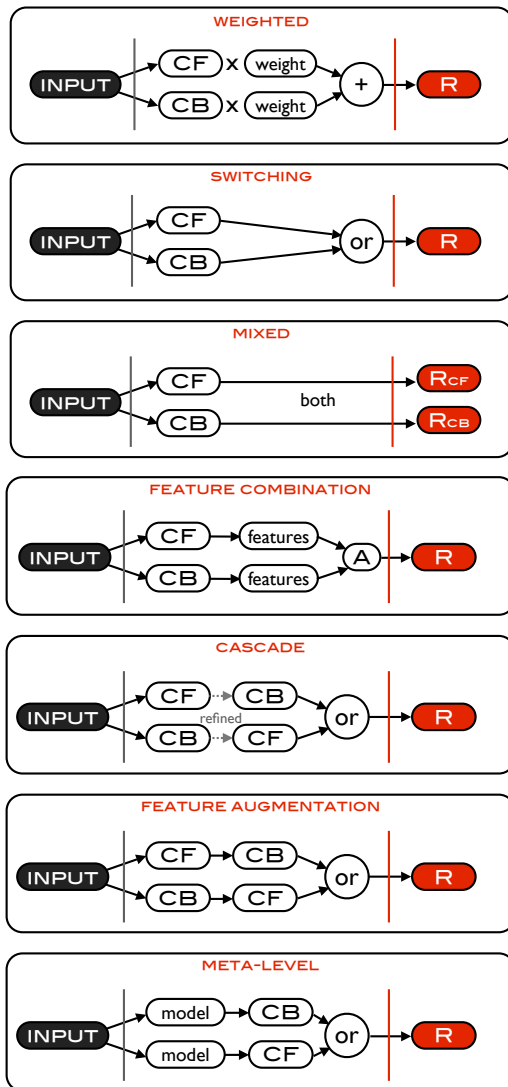 WEIGHTED
INPUT
CF x weight
CB x weight
+
R
SWITCHING
INPUT
CF
CB
or
R
MIXED
INPUT
CF
CB
both
RCF
RCB
FEATURE COMBINATION
INPUT
CF features
CB features
A
R
CASCADE
INPUT
CF CB
refined
CB CF
or
R
FEATURE AUGMENTATION
INPUT
CF CB
CB CF
or
R
META-LEVEL
INPUT
model CB
model CF
or
R